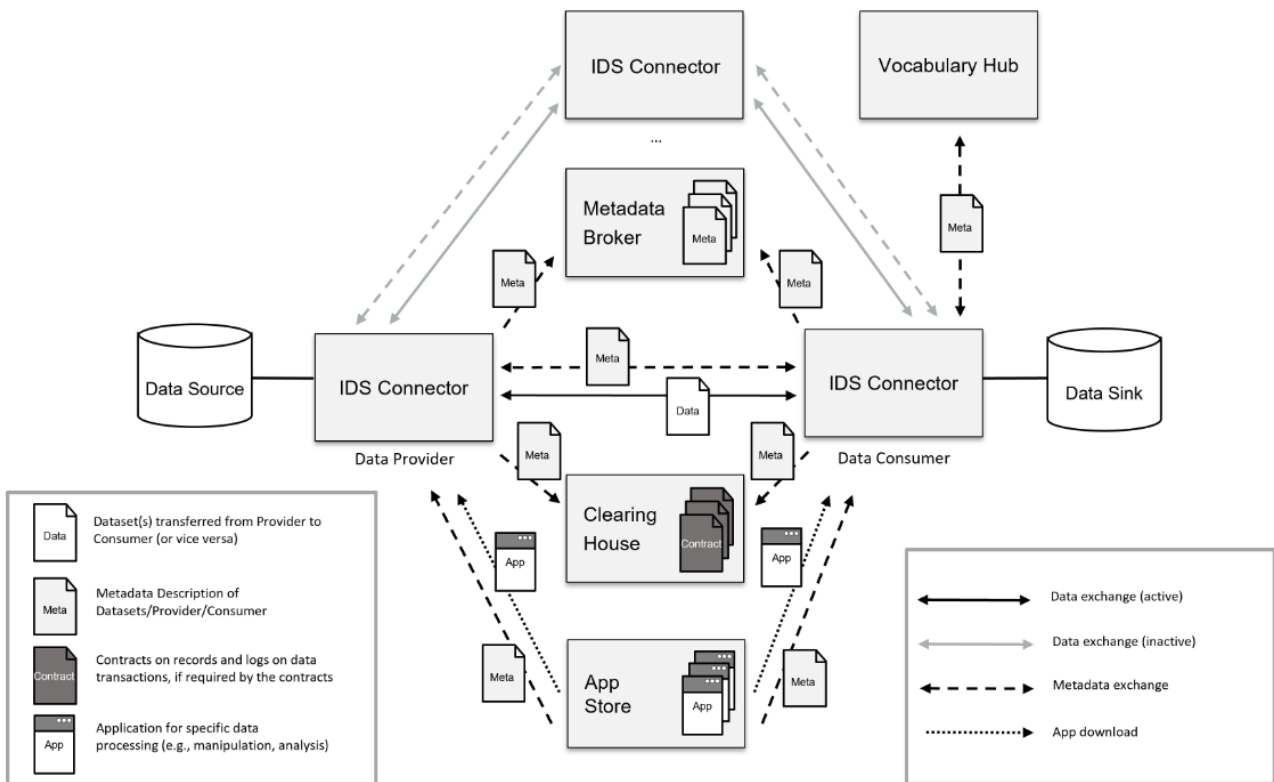 IDS Connector
Vocabulary Hub
...
Metadata
Broker
Meta
Meta
Meta
Meta
Data Source
IDS Connector
Meta
Data
IDS Connector
Data Sink
Data Provider
Data Consumer
Meta
Meta
Clearing
House
Contract
App
App
Meta
App
Store
App
Meta
Data
Dataset(s) transferred from Provider to
Consumer (or vice versa)
Meta
Metadata Description of
Datasets/Provider/Consumer
Contract
Contracts on records and logs on data
transactions, if required by the contracts
App
Application for specific data
processing (e.g., manipulation, analysis)
Data exchange (active)
Data exchange (inactive)
Metadata exchange
App download